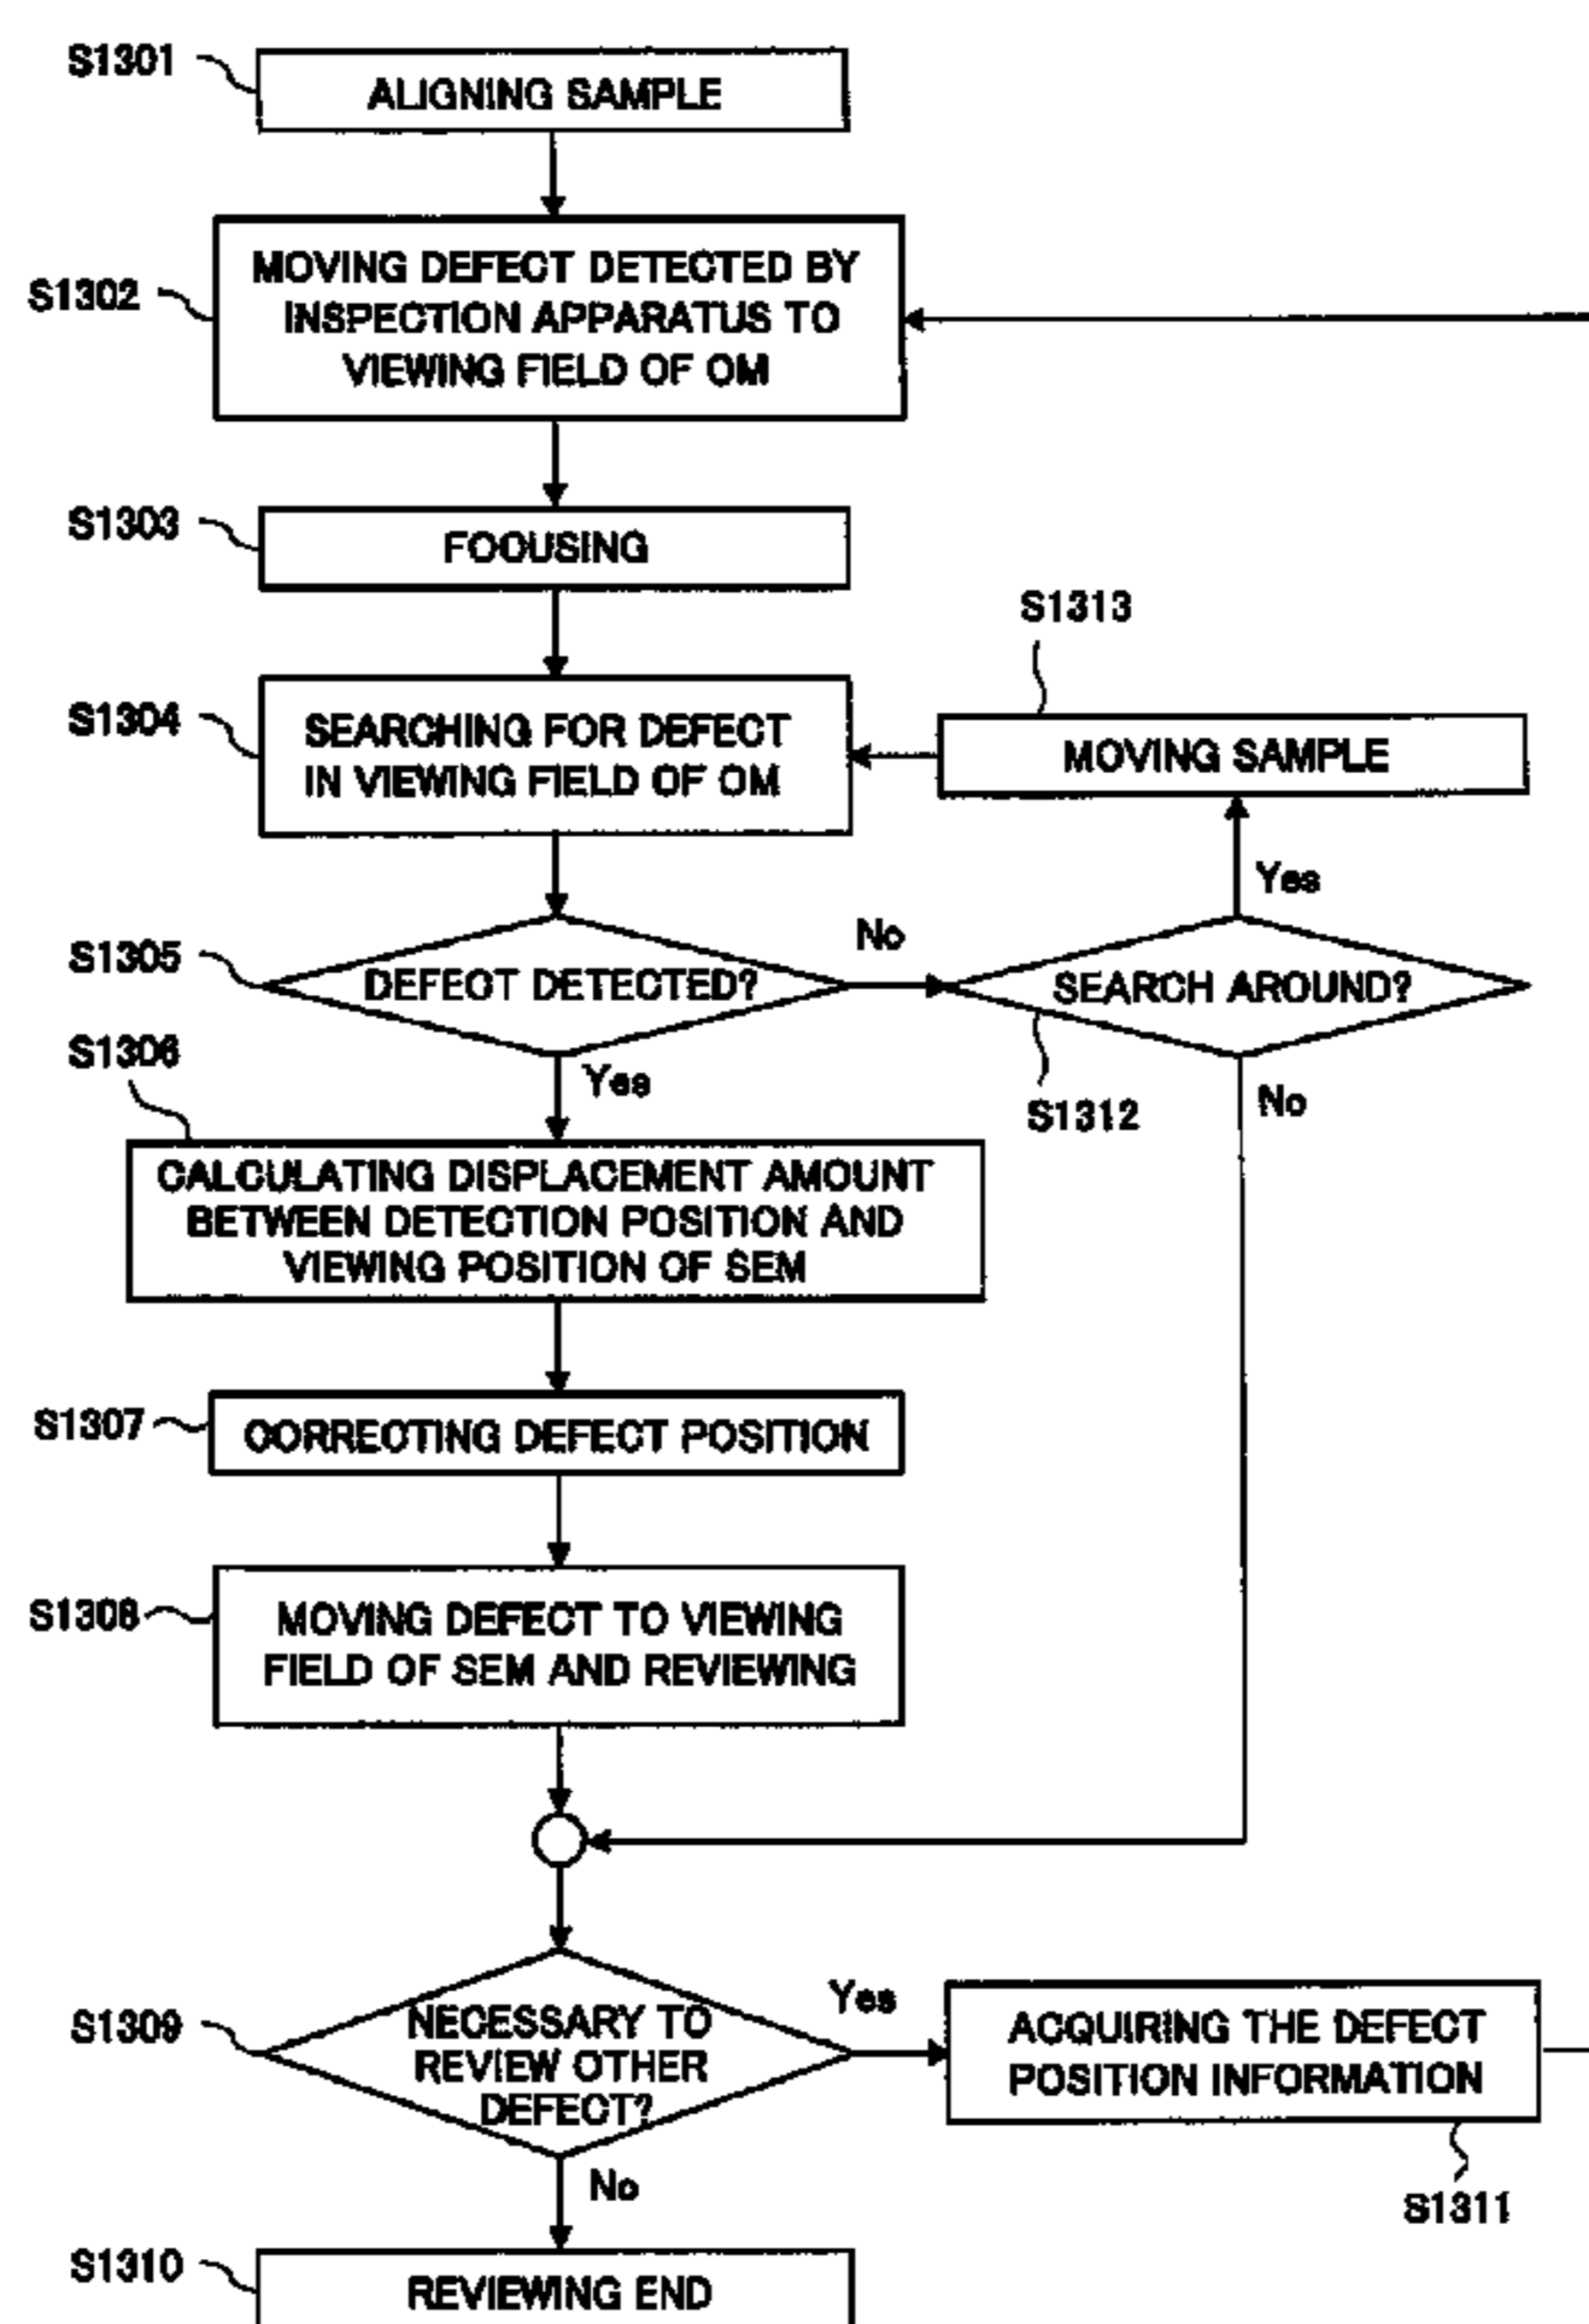 S1301
ALIGNING SAMPLE
S1302
MOVING DEFECT DETECTED BY
INSPECTION APPARATUS TO
VIEWING FIELD OF OM
S1303
FOCUSING
S1313
S1304
SEARCHING FOR DEFECT
IN VIEWING FIELD OF OM
MOVING SAMPLE
Yes
No
S1305
DEFECT DETECTED?
SEARCH AROUND?
S1306
Yes
S1312
No
CALCULATING DISPLACEMENT AMOUNT
BETWEEN DETECTION POSITION AND
VIEWING POSITION OF SEM
S1307
CORRECTING DEFECT POSITION
S1308
MOVING DEFECT TO VIEWING
FIELD OF SEM AND REVIEWING
S1309
NECESSARY TO
REVIEW OTHER
DEFECT?
Yes
ACQUIRING THE DEFECT
POSITION INFORMATION
S1311
No
S1310
REVIEWING END